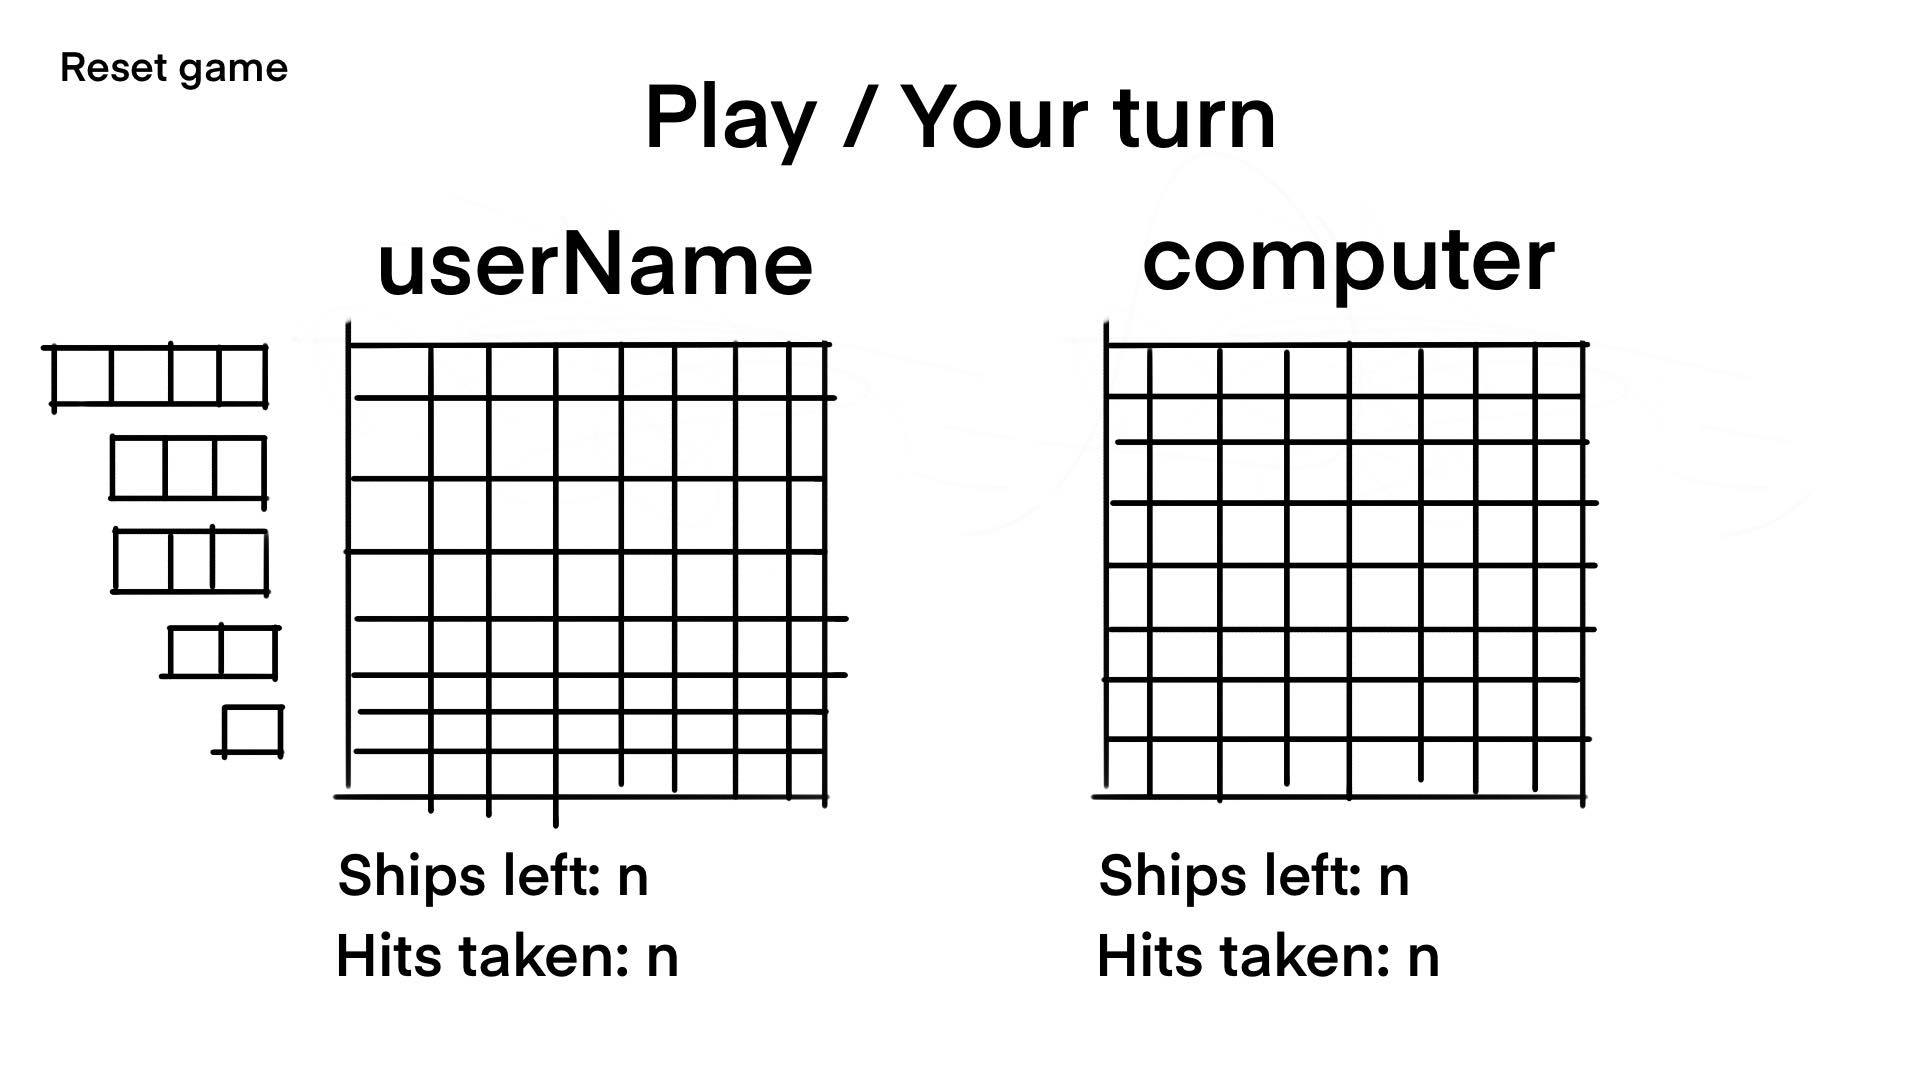 Reset game
Play / Your turn
userName
computer
Ships left: n
Hits taken: n
Ships left: n
Hits taken: n